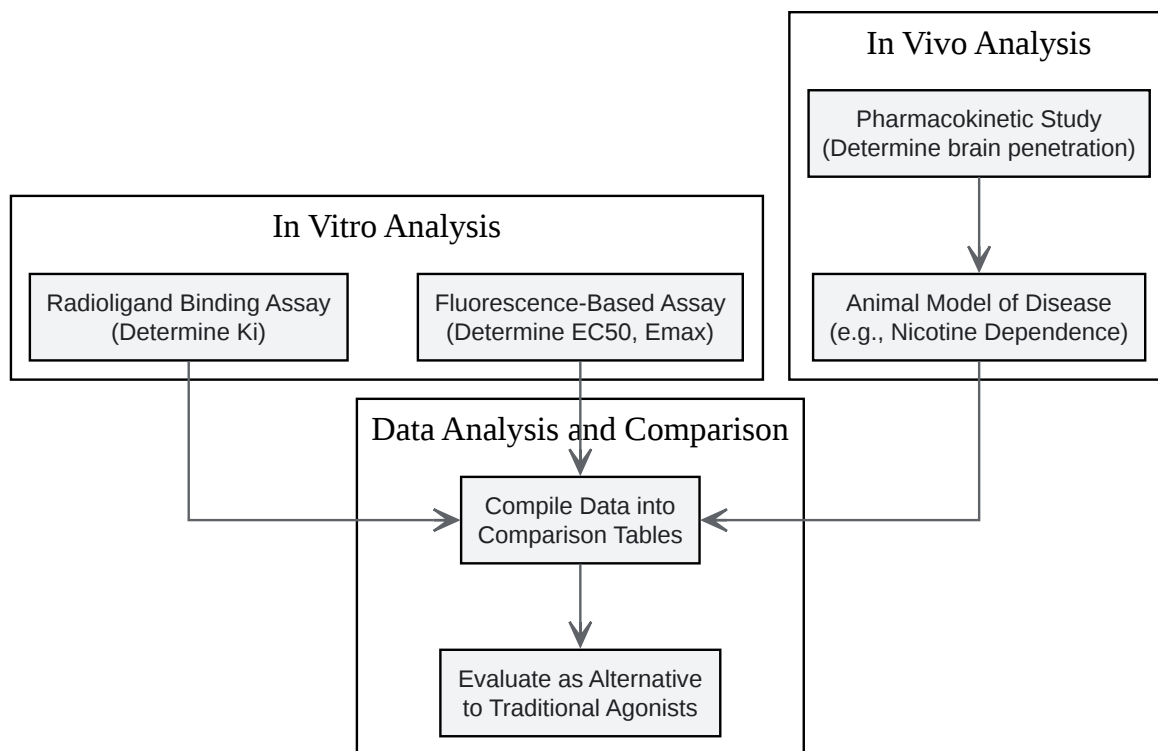 In Vivo Analysis
Pharmacokinetic Study
(Determine brain penetration)
In Vitro Analysis
Radioligand Binding Assay
(Determine Ki)
Fluorescence-Based Assay
(Determine EC50, Emax)
Animal Model of Disease
(e.g., Nicotine Dependence)
Data Analysis and Comparison
Compile Data into
Comparison Tables
Evaluate as Alternative
to Traditional Agonists